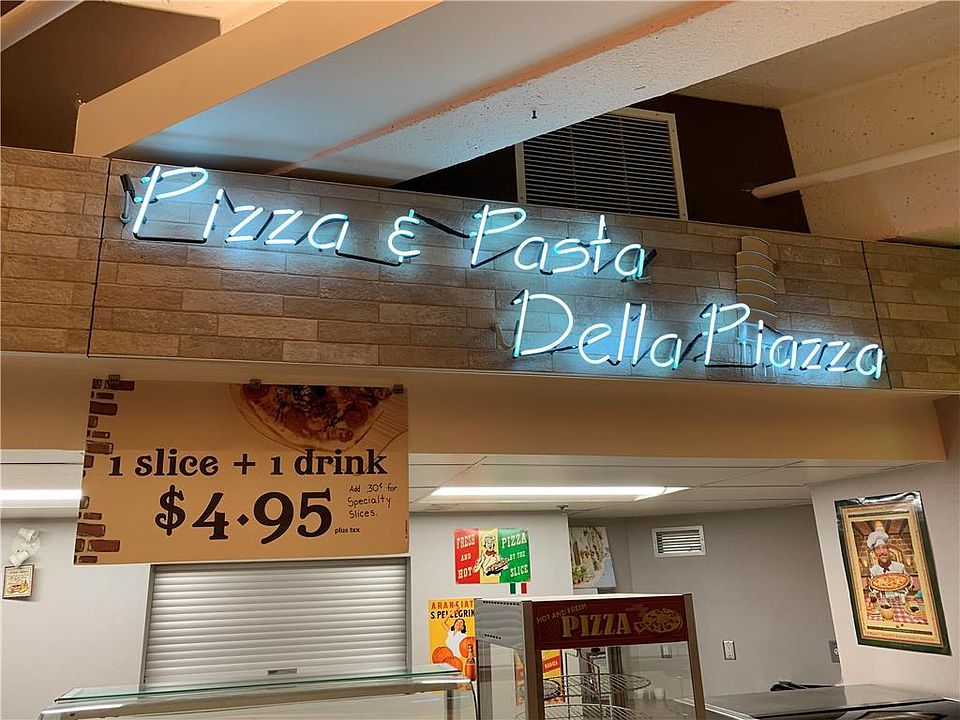 Pizza & Pasta
Della Piazza
1 slice + 1 drink
$4.95
Add 30¢ for
Specialty
Slices.
plus tax
FRESH
AND
HOT
PIZZA
BY THE
SLICE
ARANCIATA
S.PELLEGRINO
HOT AND FRESH
PIZZA